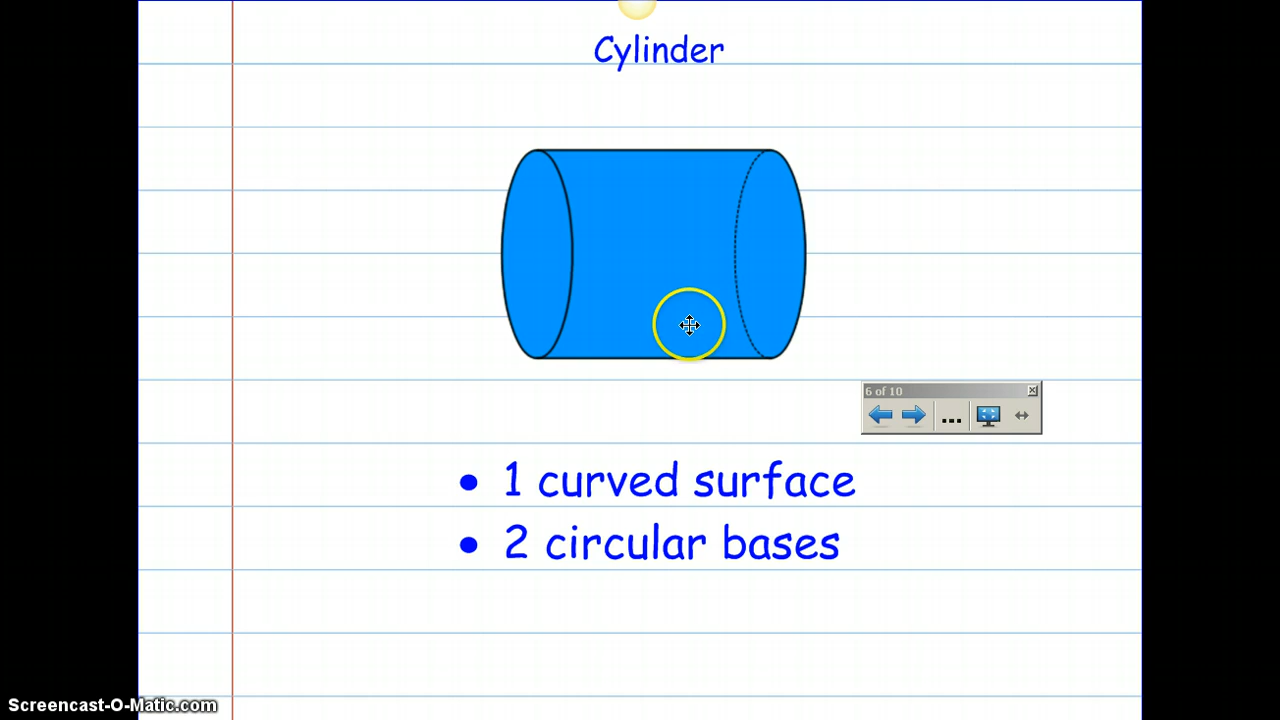 Cylinder
6 of 10
...
• 1 curved surface
• 2 circular bases
Screencast-O-Matic.com